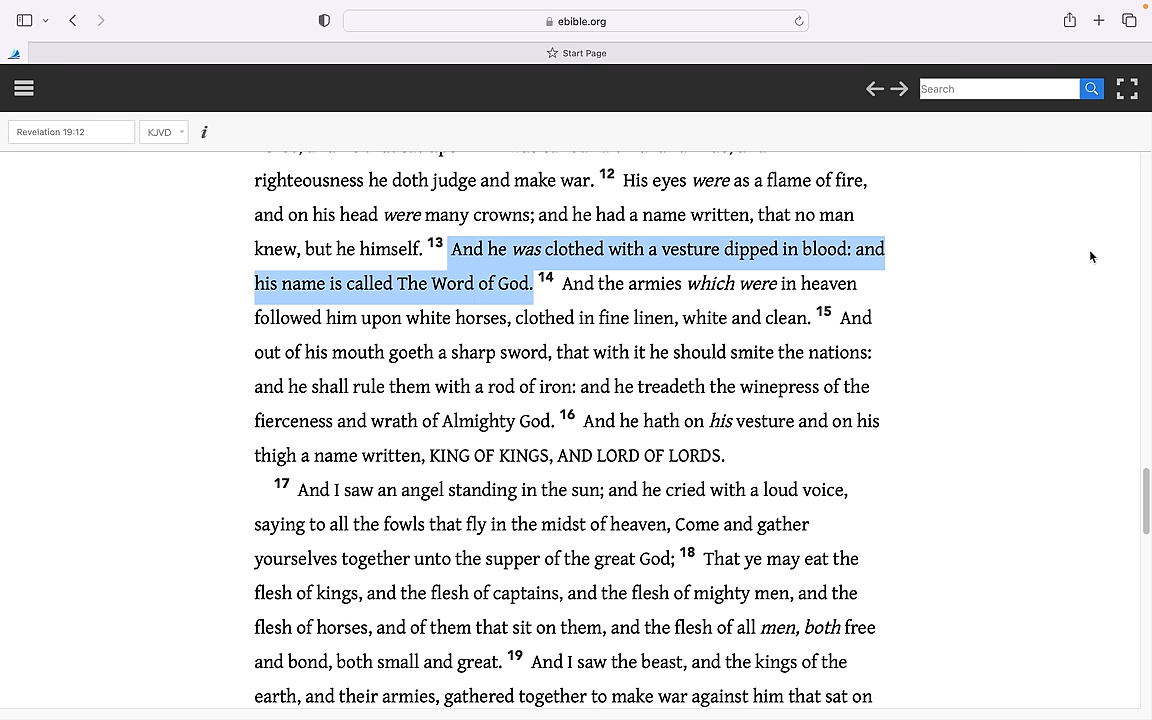 ebible.org
Start Page
Search
Revelation 19:12
KJVD
righteousness he doth judge and make war. 12 His eyes were as a flame of fire,
and on his head were many crowns; and he had a name written, that no man
knew, but he himself. 13 And he was clothed with a vesture dipped in blood: and
his name is called The Word of God. 14 And the armies which were in heaven
followed him upon white horses, clothed in fine linen, white and clean. 15 And
out of his mouth goeth a sharp sword, that with it he should smite the nations:
and he shall rule them with a rod of iron: and he treadeth the winepress of the
fierceness and wrath of Almighty God. 16 And he hath on his vesture and on his
thigh a name written, KING OF KINGS, AND LORD OF LORDS.
17 And I saw an angel standing in the sun; and he cried with a loud voice,
saying to all the fowls that fly in the midst of heaven, Come and gather
yourselves together unto the supper of the great God; 18 That ye may eat the
flesh of kings, and the flesh of captains, and the flesh of mighty men, and the
flesh of horses, and of them that sit on them, and the flesh of all men, both free
and bond, both small and great. 19 And I saw the beast, and the kings of the
earth, and their armies, gathered together to make war against him that sat on